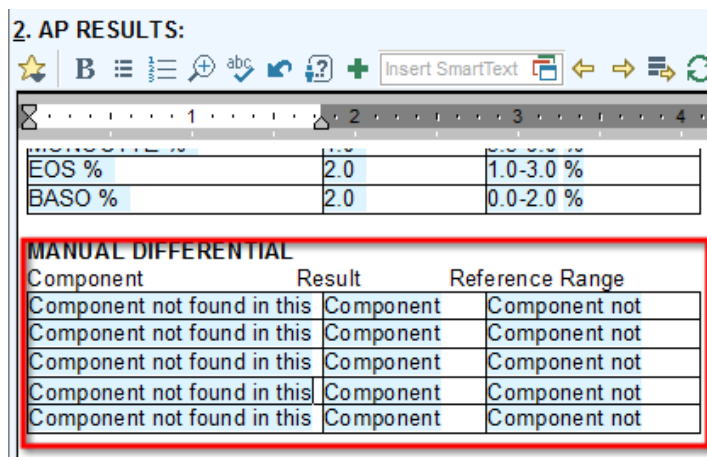 2. AP RESULTS:
B abc Insert SmartText
1 2 3 4
EOS % 2.0 1.0-3.0 %
BASO % 2.0 0.0-2.0 %
MANUAL DIFFERENTIAL
Component Result Reference Range
Component not found in this Component Component not
Component not found in this Component Component not
Component not found in this Component Component not
Component not found in this Component Component not
Component not found in this Component Component not